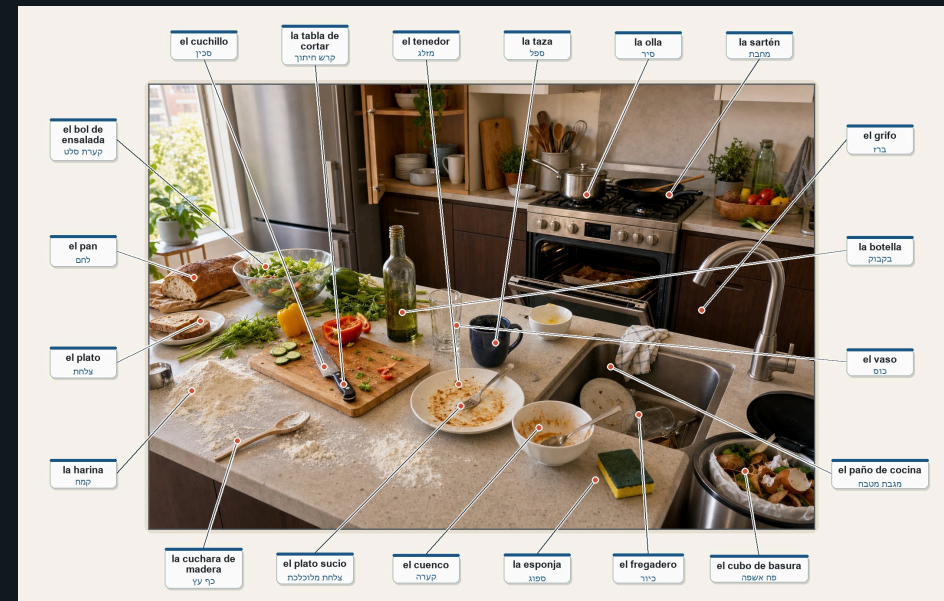 el cuchillo
סכין
la tabla de
cortar
קרש חיתוך
el tenedor
מזלג
la taza
ספל
la olla
סיר
la sartén
מחבת
el bol de
ensalada
קערת סלט
el grifo
ברז
el pan
לחם
la botella
בקבוק
el plato
צלחת
el vaso
כוס
la harina
קמח
el paño de cocina
מגבת מטבח
la cuchara de
madera
כף עץ
el plato sucio
צלחת מלוכלכת
el cuenco
קערה
la esponja
ספוג
el fregadero
כיור
el cubo de basura
פח אשפה